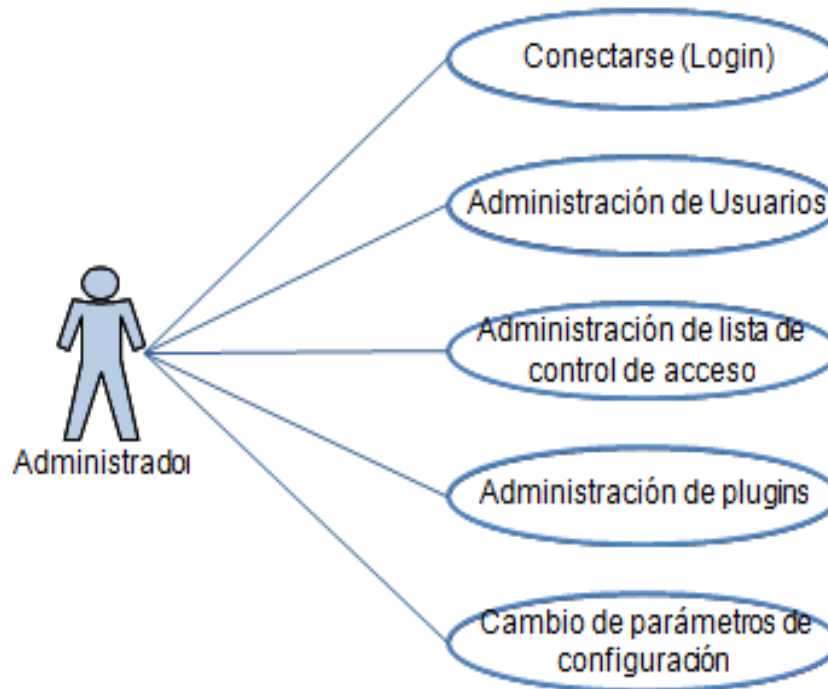 Conectarse (Login)
Administración de Usuarios
Administración de lista de
control de acceso
Administrador
Administración de plugins
Cambio de parámetros de
configuración